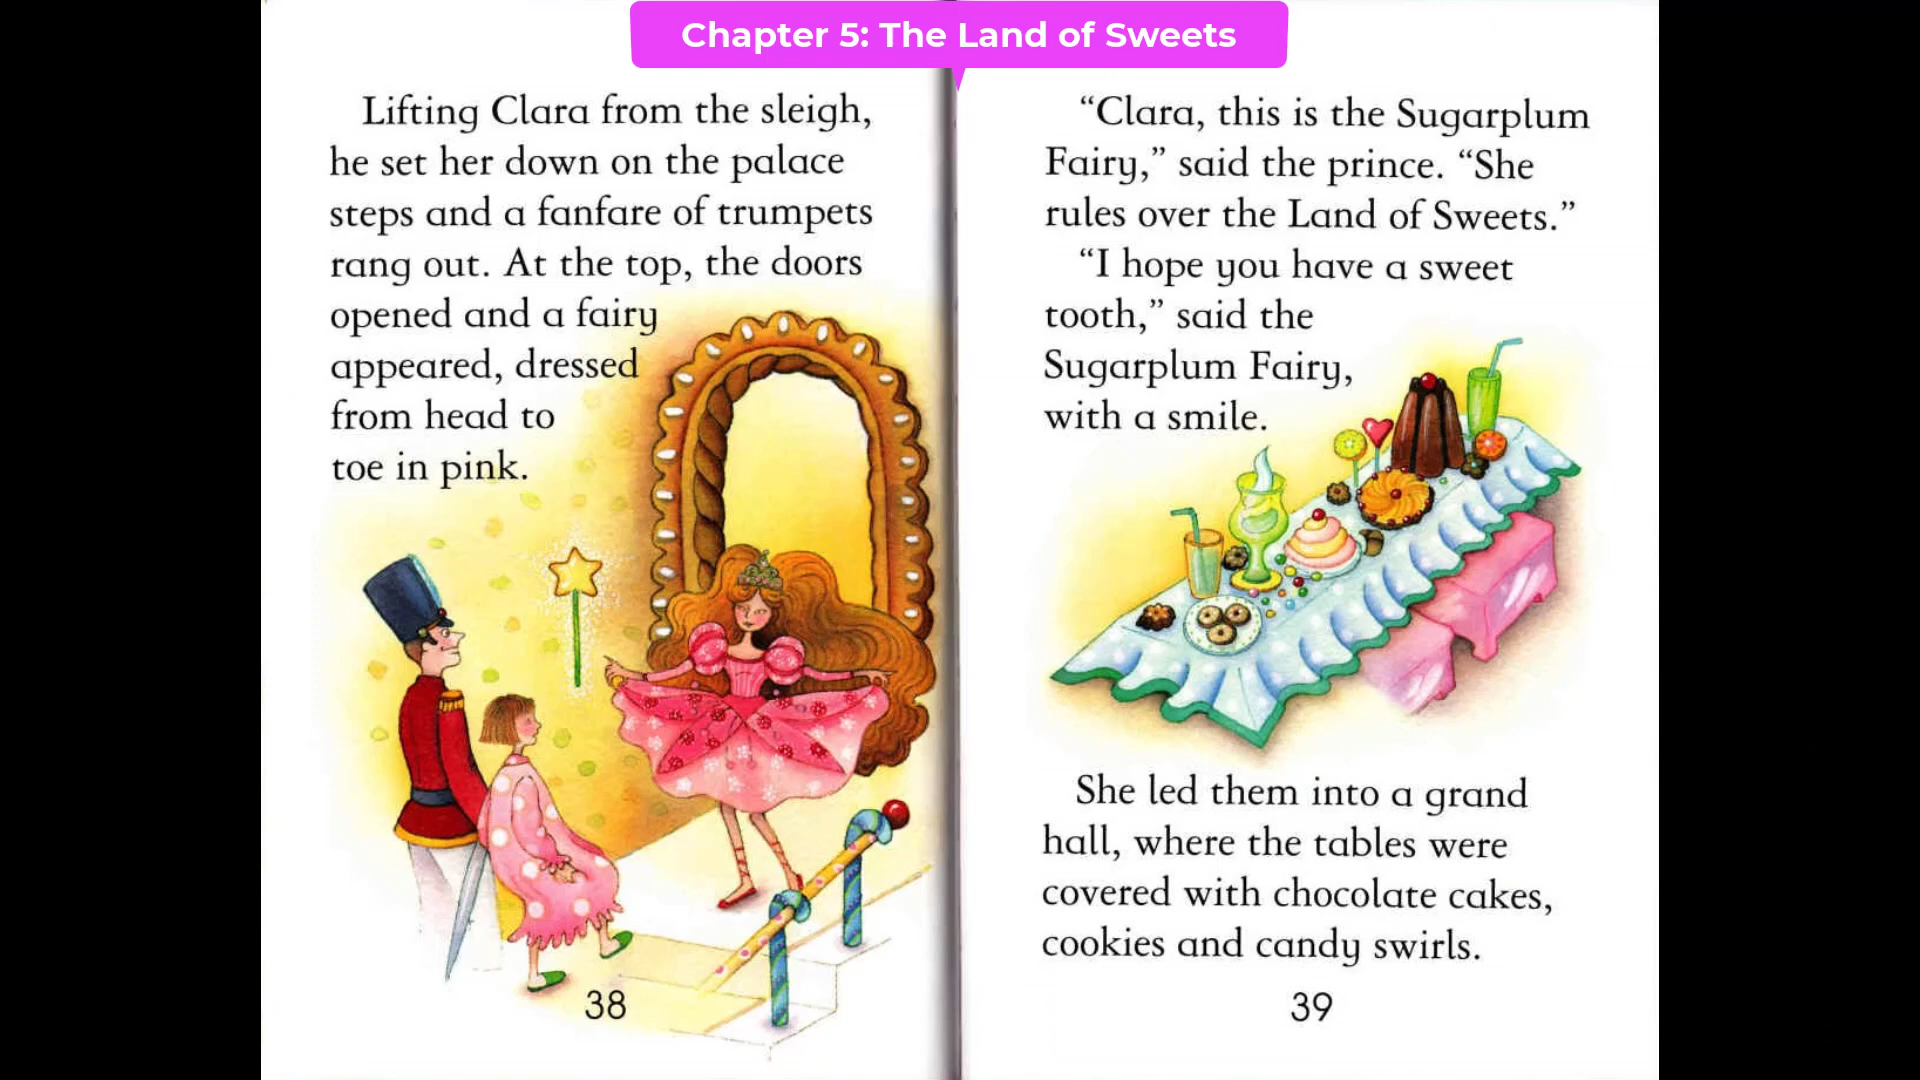 Chapter 5: The Land of Sweets
Lifting Clara from the sleigh,
he set her down on the palace
steps and a fanfare of trumpets
rang out. At the top, the doors
opened and a fairy
appeared, dressed
from head to
toe in pink.
38
“Clara, this is the Sugarplum
Fairy,” said the prince. “She
rules over the Land of Sweets.”
“I hope you have a sweet
tooth,” said the
Sugarplum Fairy,
with a smile.
She led them into a grand
hall, where the tables were
covered with chocolate cakes,
cookies and candy swirls.
39